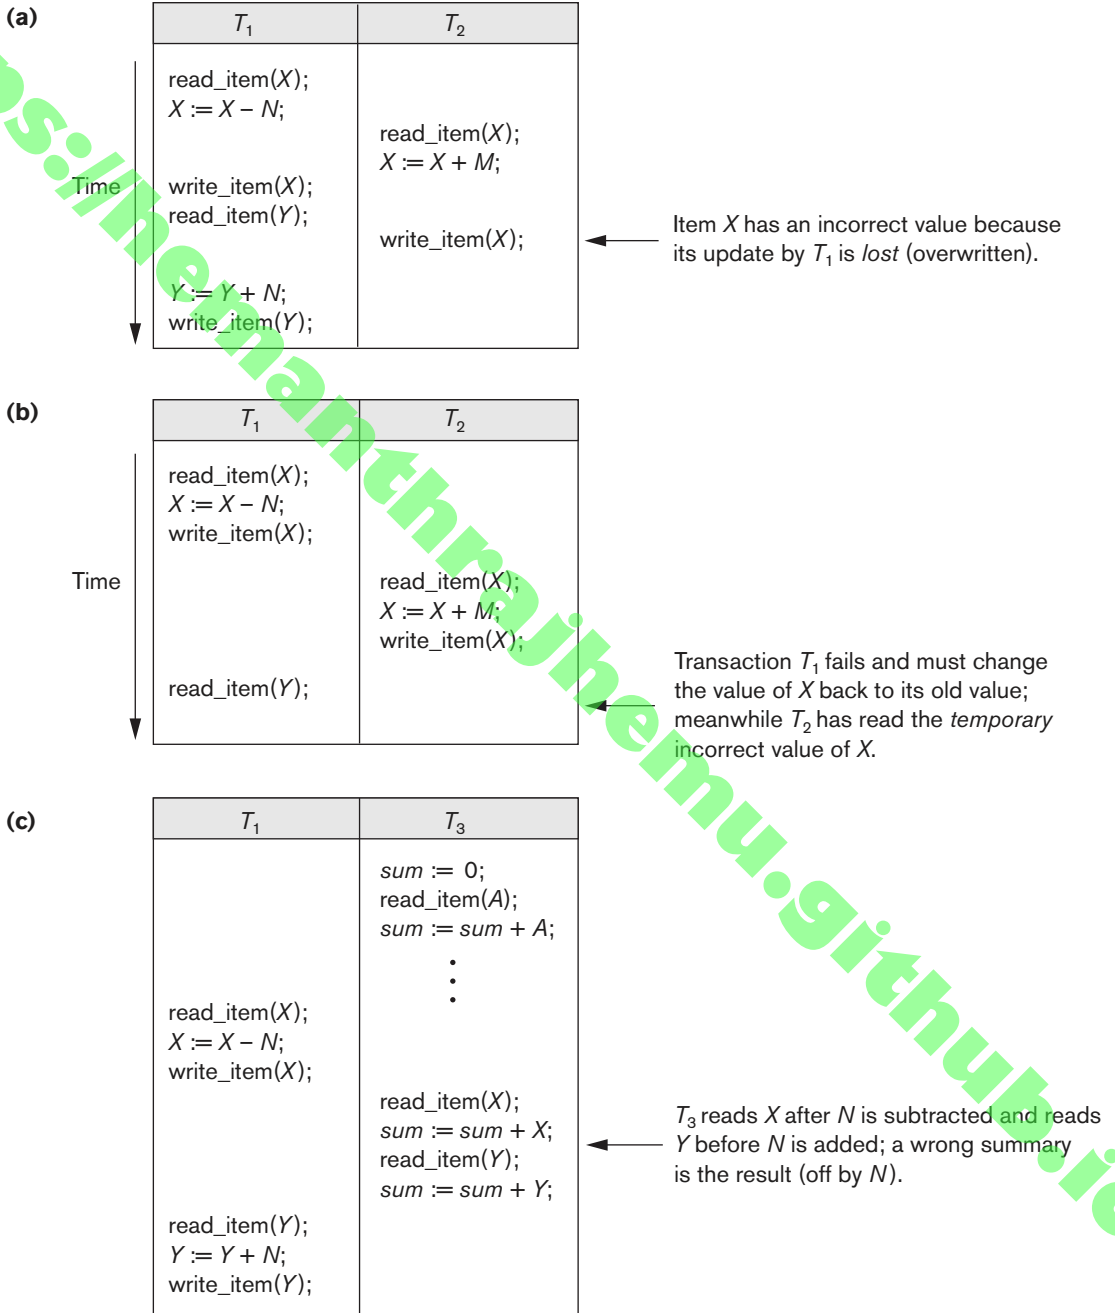 (a)
T1 T2
read_item(X);
X := X – N;
read_item(X);
X := X + M;
Time write_item(X);
read_item(Y);
write_item(X);
Item X has an incorrect value because
its update by T1 is lost (overwritten).
Y := Y + N;
write_item(Y);
(b)
T1 T2
read_item(X);
X := X – N;
write_item(X);
Time
read_item(X);
X := X + M;
write_item(X);
read_item(Y);
Transaction T1 fails and must change
the value of X back to its old value;
meanwhile T2 has read the temporary
incorrect value of X.
(c)
T1 T3
sum := 0;
read_item(A);
sum := sum + A;
read_item(X);
X := X – N;
write_item(X);
read_item(X);
sum := sum + X;
read_item(Y);
sum := sum + Y;
T3 reads X after N is subtracted and reads
Y before N is added; a wrong summary
is the result (off by N).
read_item(Y);
Y := Y + N;
write_item(Y);
ps://hemanthrajhemu.github.io